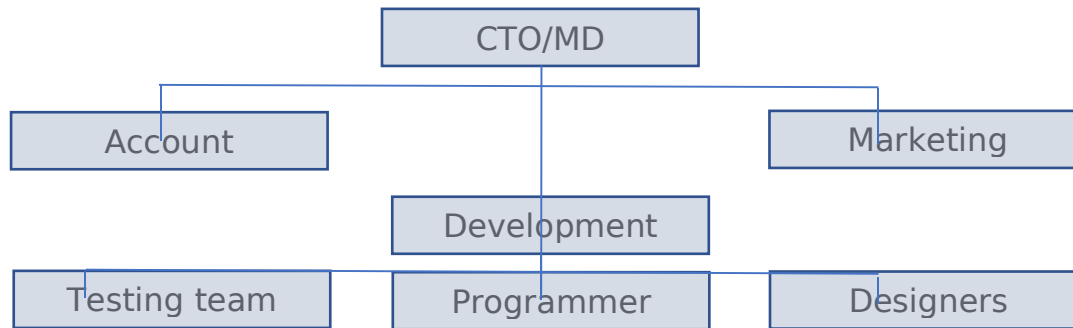 CTO/MD
Account
Marketing
Development
Testing team
Programmer
Designers